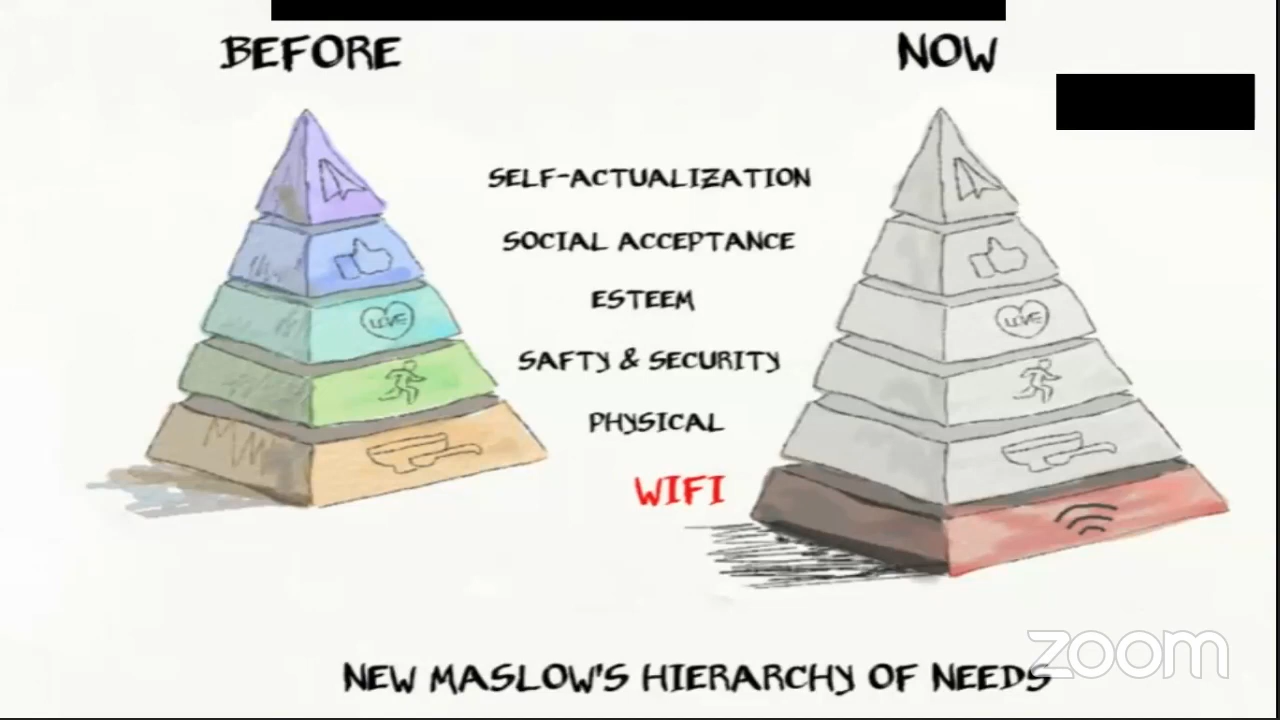 BEFORE
NOW
SELF-ACTUALIZATION
SOCIAL ACCEPTANCE
ESTEEM
LOVE
LOVE
SAFTY & SECURITY
PHYSICAL
WIFI
NEW MASLOW'S HIERARCHY OF NEEDS
zoom